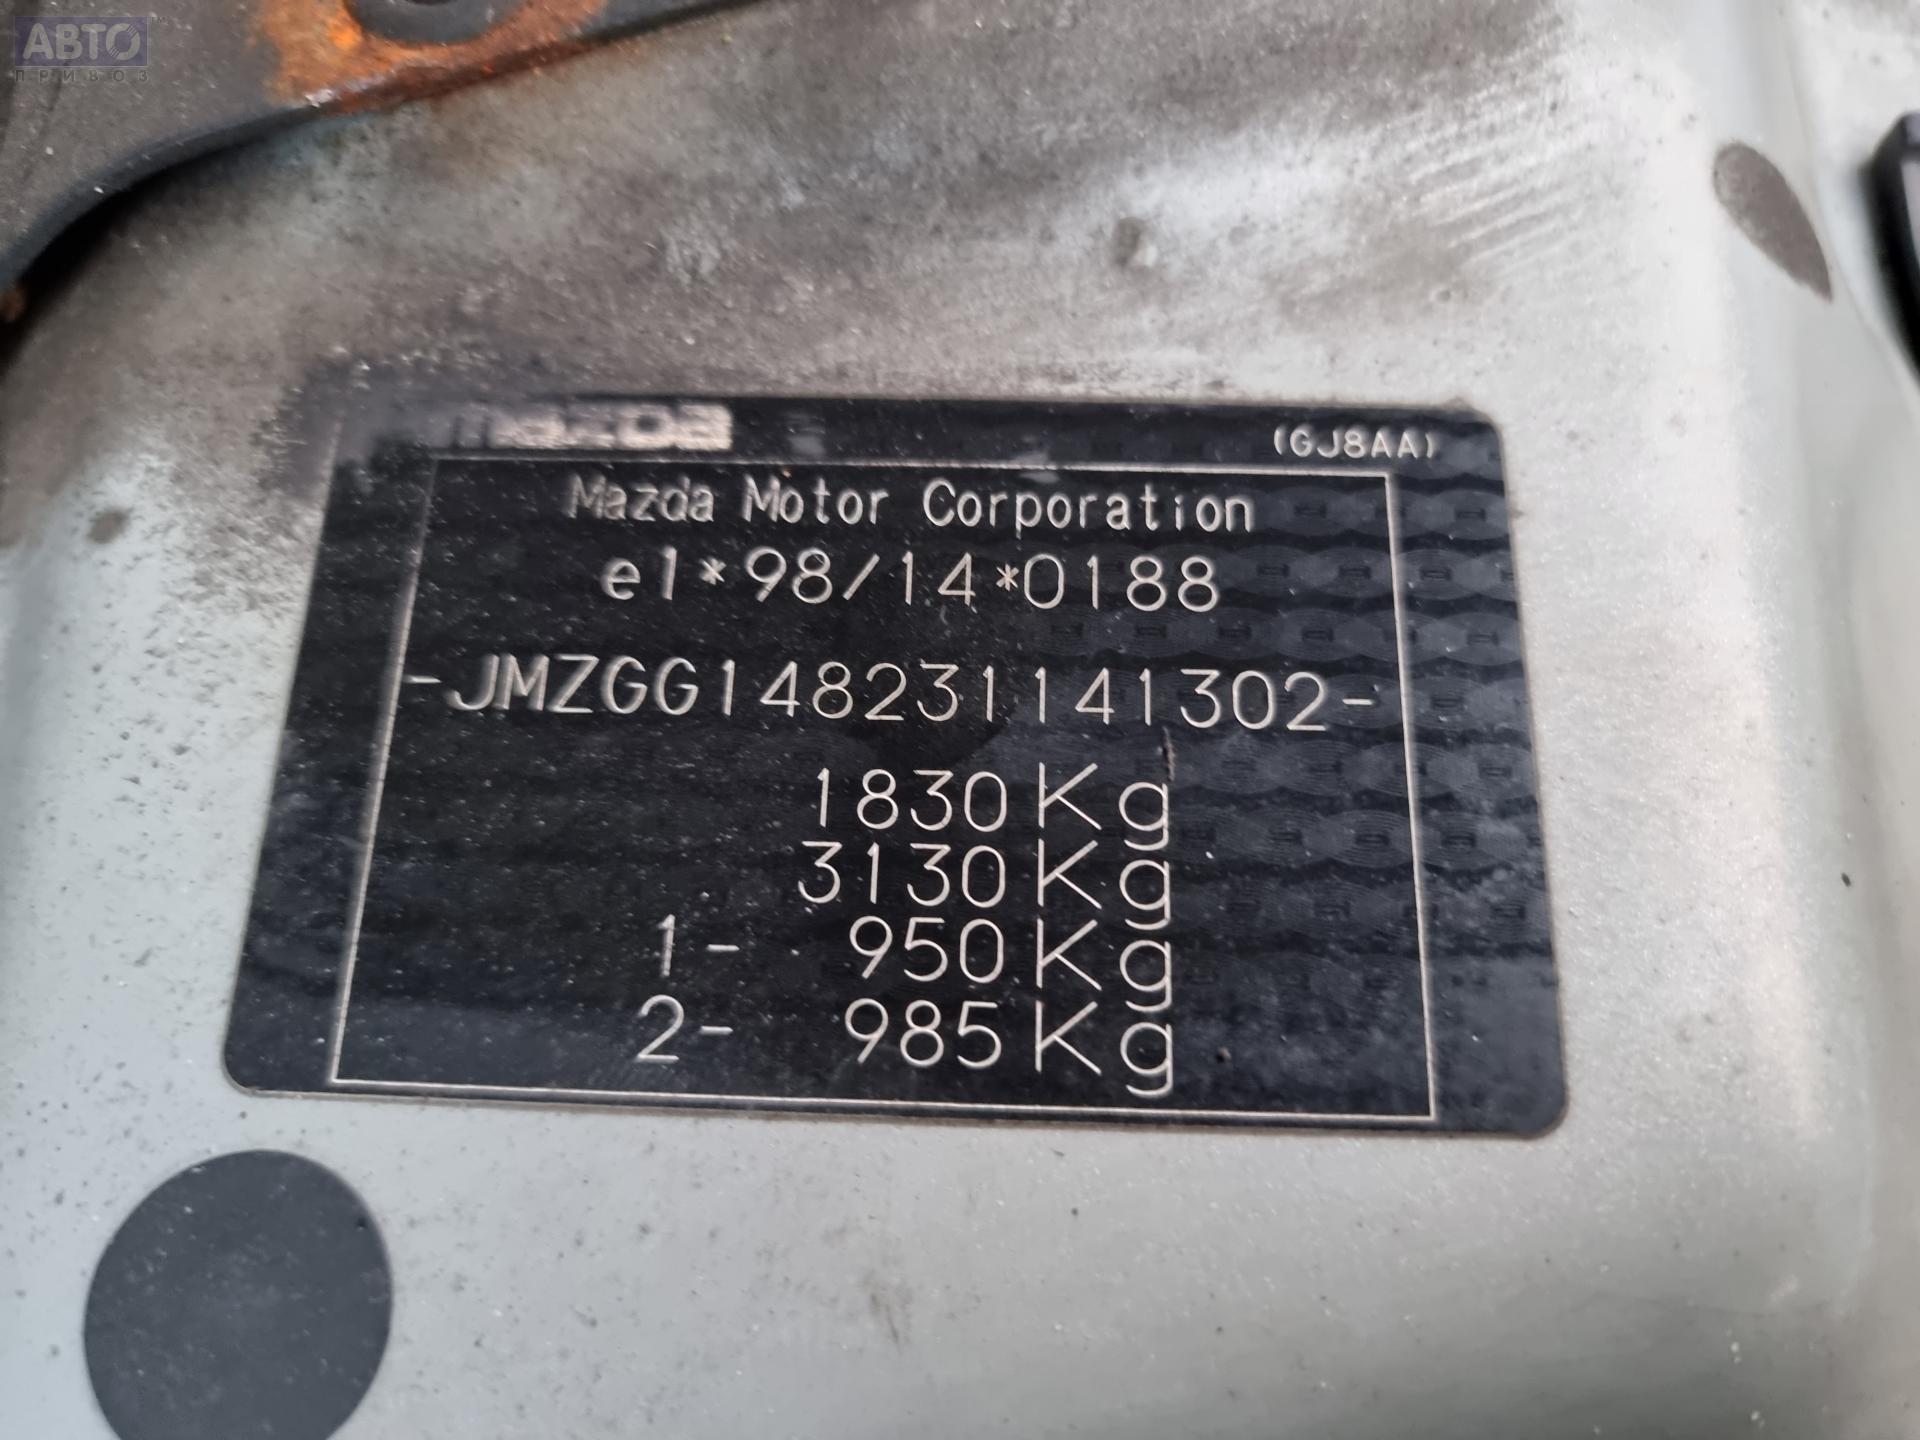 АВТО
ПРИВОЗ
mazda (GJ8AA)
Mazda Motor Corporation
e1*98/14*0188
-JMZGG148231141302-
1830Kg
3130Kg
1- 950Kg
2- 985Kg